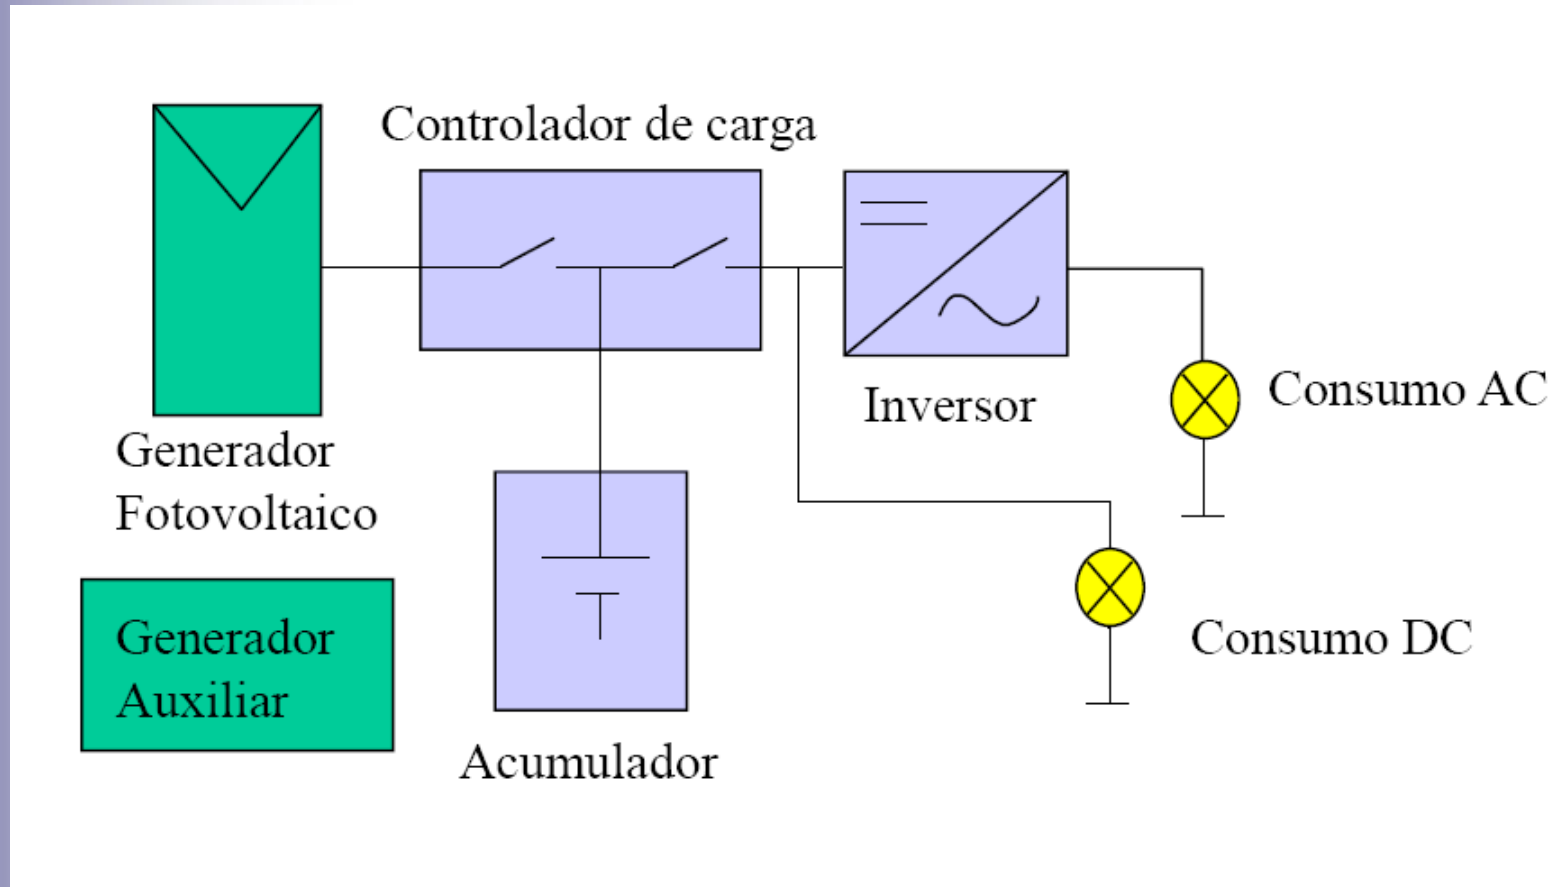 Controlador de carga
Generador
Fotovoltaico
Inversor
Consumo AC
Generador
Auxiliar
Acumulador
Consumo DC